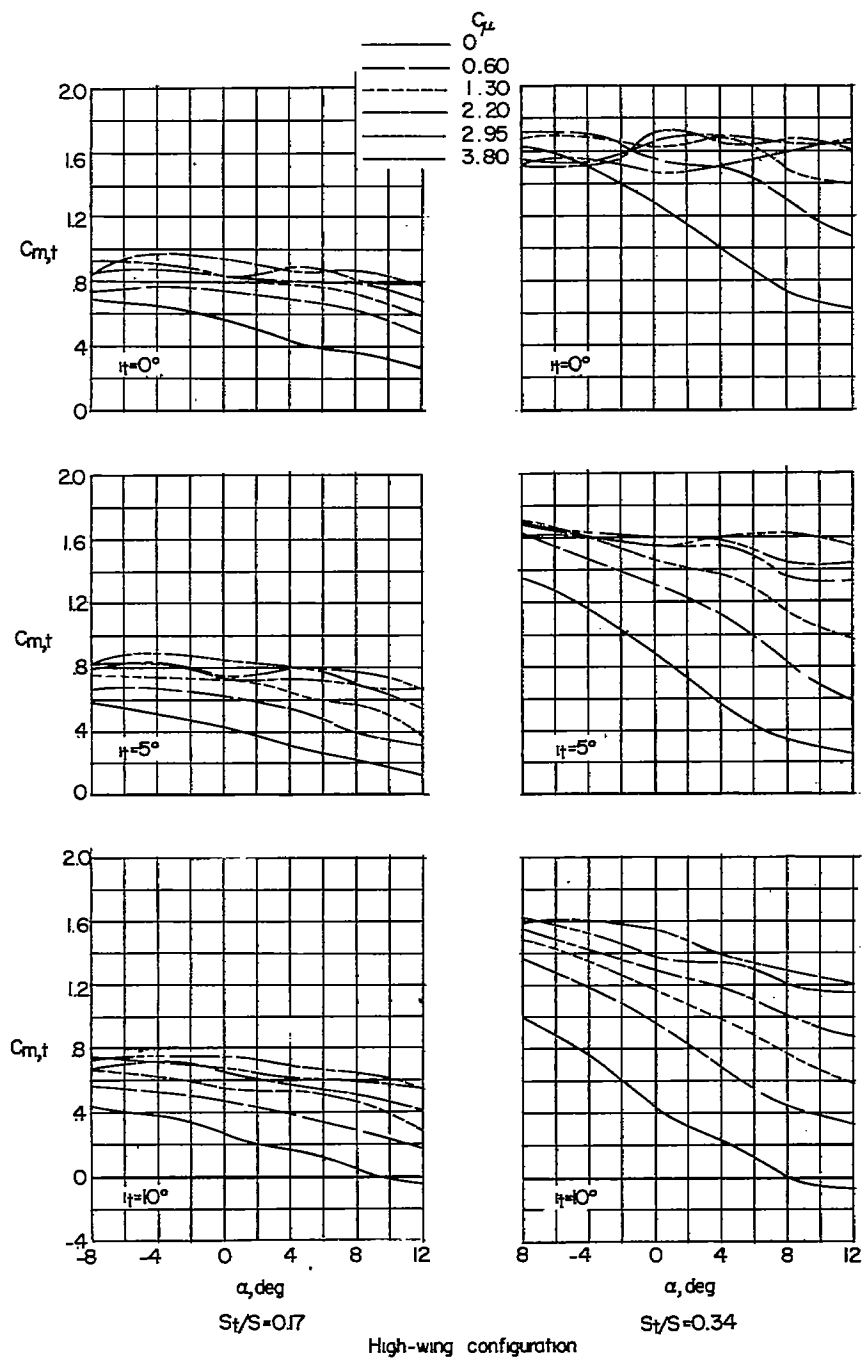 Cμ
0
0.60
1.30
2.20
2.95
3.80
2.0
1.6
1.2
Cm,t
.8
.4
0
it=0°
it=0°
2.0
1.6
1.2
Cm,t
.8
.4
0
it=5°
it=5°
2.0
1.6
1.2
Cm,t
.8
.4
0
-.4
it=10°
it=10°
-8 -4 0 4 8 12
8 -4 0 4 8 12
α, deg
α, deg
St/S=0.17
St/S=0.34
High-wing configuration